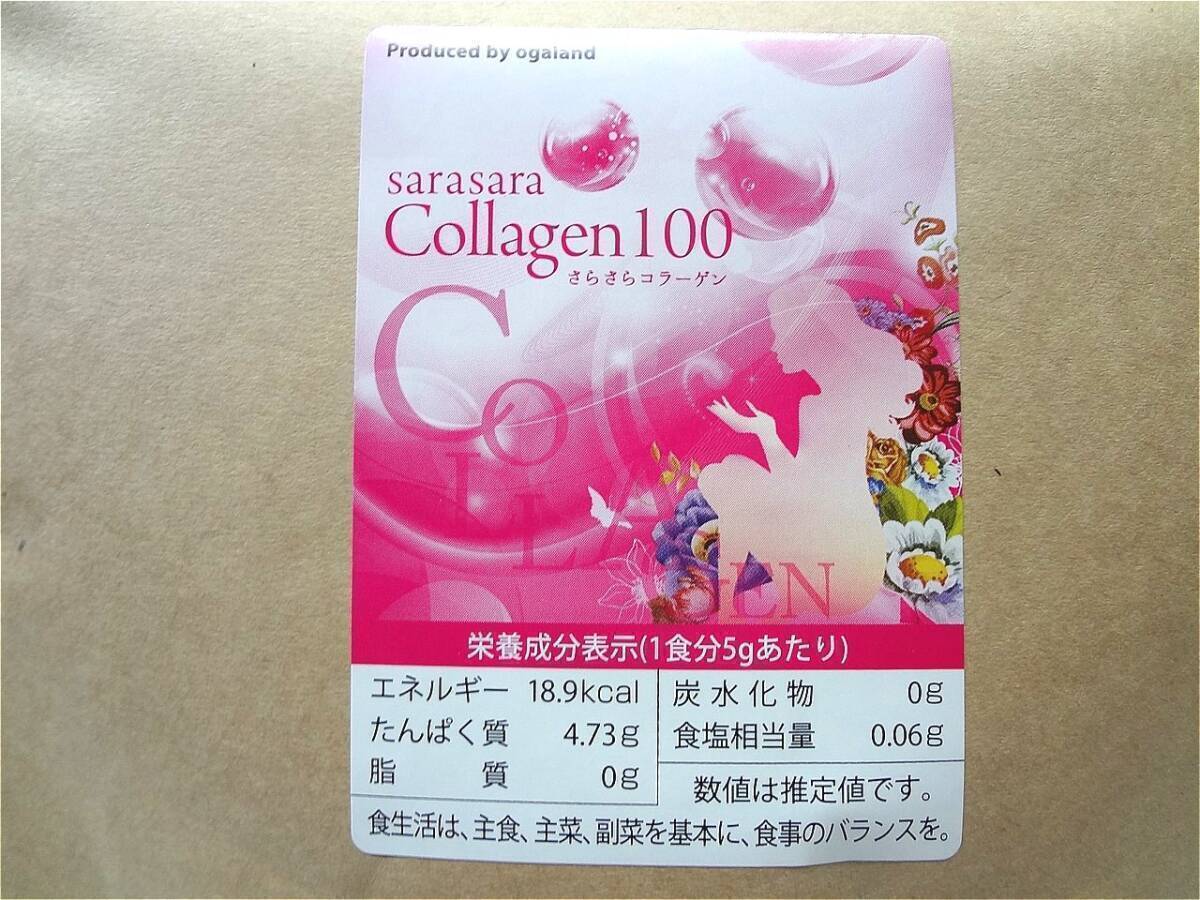 Produced by ogaland
sarasara
Collagen100
さらさらコラーゲン
COLLAGEN
栄養成分表示(1食分5gあたり)
エネルギー 18.9kcal
たんぱく質 4.73g
脂質 0g
炭水化物 0g
食塩相当量 0.06g
数値は推定値です。
食生活は、主食、主菜、副菜を基本に、食事のバランスを。